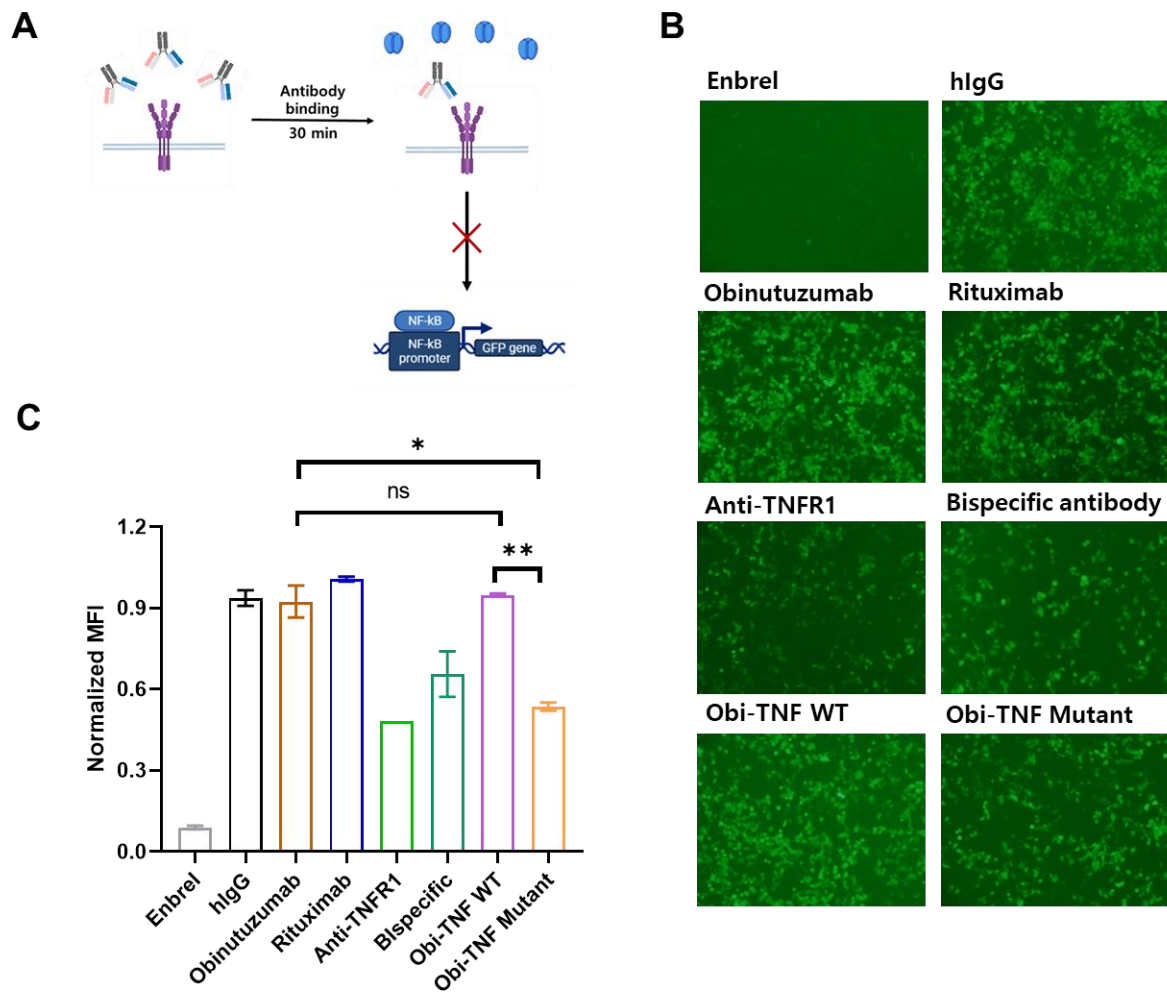 A
Antibody
binding
30 min
NF-kB
NF-kB
promoter
GFP gene
B
Enbrel
hIgG
Obinutuzumab
Rituximab
Anti-TNFR1
Bispecific antibody
Obi-TNF WT
Obi-TNF Mutant
C
*
ns
**
Normalized MFI
1.2
0.9
0.6
0.3
0.0
Enbrel
hIgG
Obinutuzumab
Rituximab
Anti-TNFR1
BIspecific
Obi-TNF WT
Obi-TNF Mutant